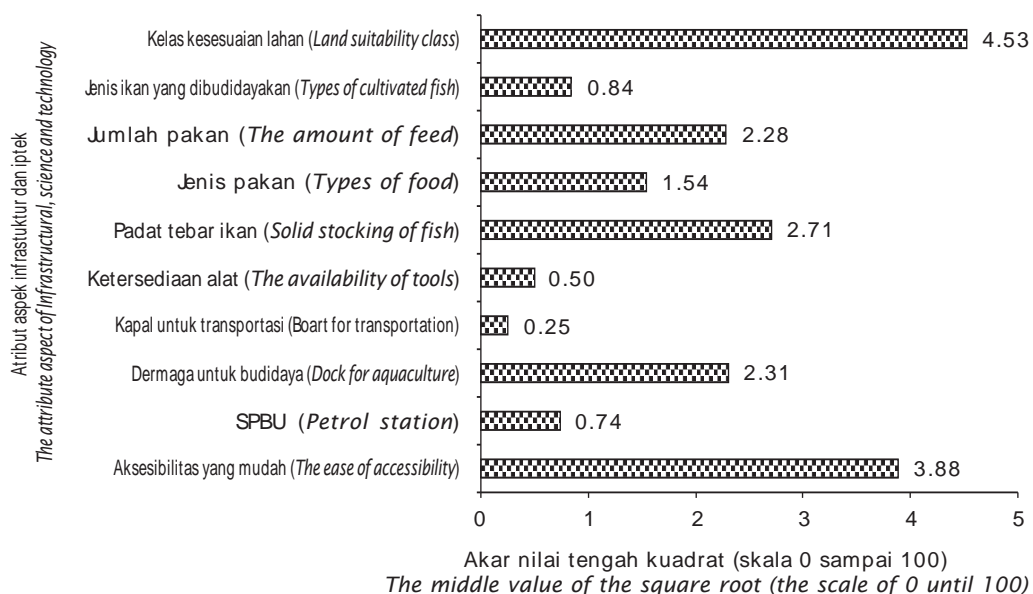 Atribut aspek infrastuktur dan iptek
The attribute aspect of Infrastructural, science and technology
Kelas kesesuaian lahan (Land suitability class) 4.53
Jenis ikan yang dibudidayakan (Types of cultivated fish) 0.84
Jumlah pakan (The amount of feed) 2.28
Jenis pakan (Types of food) 1.54
Padat tebar ikan (Solid stocking of fish) 2.71
Ketersediaan alat (The availability of tools) 0.50
Kapal untuk transportasi (Boart for transportation) 0.25
Dermaga untuk budidaya (Dock for aquaculture) 2.31
SPBU (Petrol station) 0.74
Aksesibilitas yang mudah (The ease of accessibility) 3.88
0 1 2 3 4 5
Akar nilai tengah kuadrat (skala 0 sampai 100)
The middle value of the square root (the scale of 0 until 100)